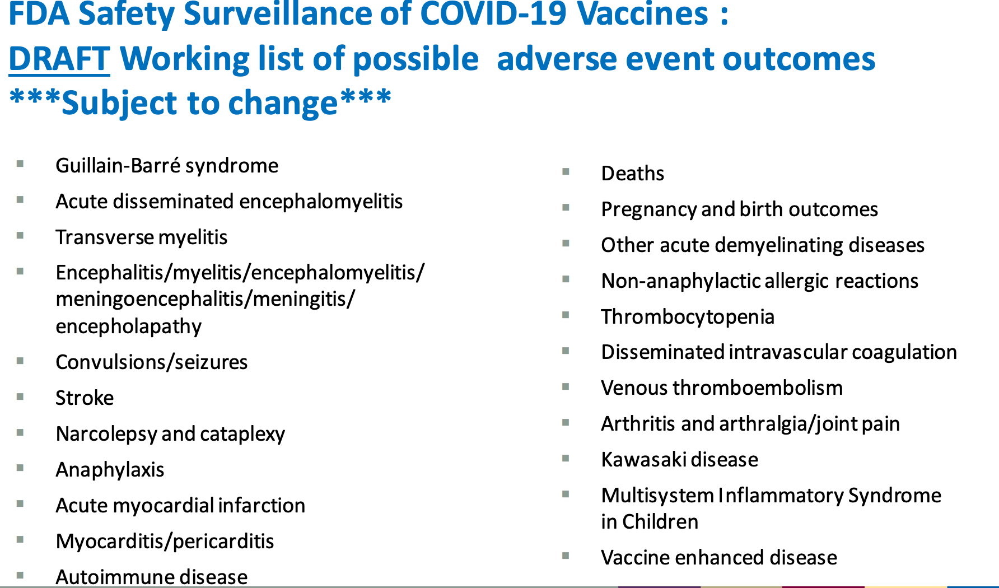 FDA Safety Surveillance of COVID-19 Vaccines :
DRAFT Working list of possible adverse event outcomes
***Subject to change***
Guillain-Barré syndrome
Acute disseminated encephalomyelitis
Transverse myelitis
Encephalitis/myelitis/encephalomyelitis/
meningoencephalitis/meningitis/
encepholapathy
Convulsions/seizures
Stroke
Narcolepsy and cataplexy
Anaphylaxis
Acute myocardial infarction
Myocarditis/pericarditis
Autoimmune disease
Deaths
Pregnancy and birth outcomes
Other acute demyelinating diseases
Non-anaphylactic allergic reactions
Thrombocytopenia
Disseminated intravascular coagulation
Venous thromboembolism
Arthritis and arthralgia/joint pain
Kawasaki disease
Multisystem Inflammatory Syndrome
in Children
Vaccine enhanced disease